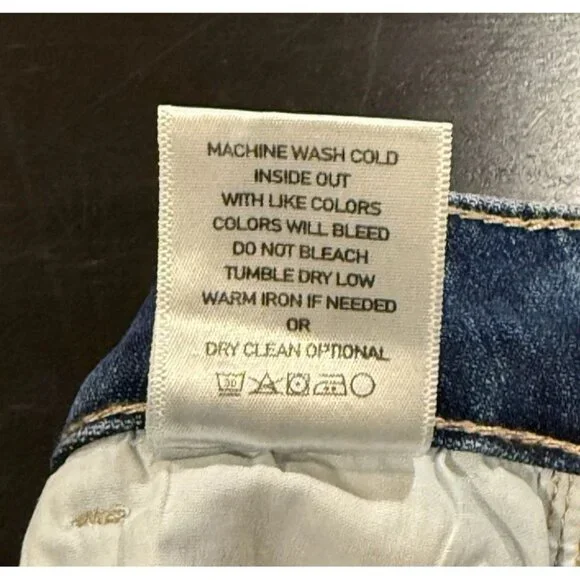 MACHINE WASH COLD
INSIDE OUT
WITH LIKE COLORS
COLORS WILL BLEED
DO NOT BLEACH
TUMBLE DRY LOW
WARM IRON IF NEEDED
OR
DRY CLEAN OPTIONAL
30